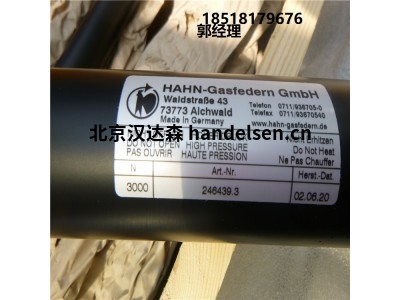 18518179676
郭经理
HAHN-Gasfedern GmbH
Waldstraße 43
73773 Aichwald
Made in Germany
Telefon 0711/936705-0
Telefax 0711/93670540
www.hahn-gasfedern.de
北京汉达森 handelsen.cn
Nicht Erhitzen
DO NOT OPEN HIGH PRESSURE Do Not Heat
PAS OUVRIR HAUTE PRESSION Ne Pas Chauffer
N Art.-Nr. Herst.-Dat.
3000 246439.3 02.06.20